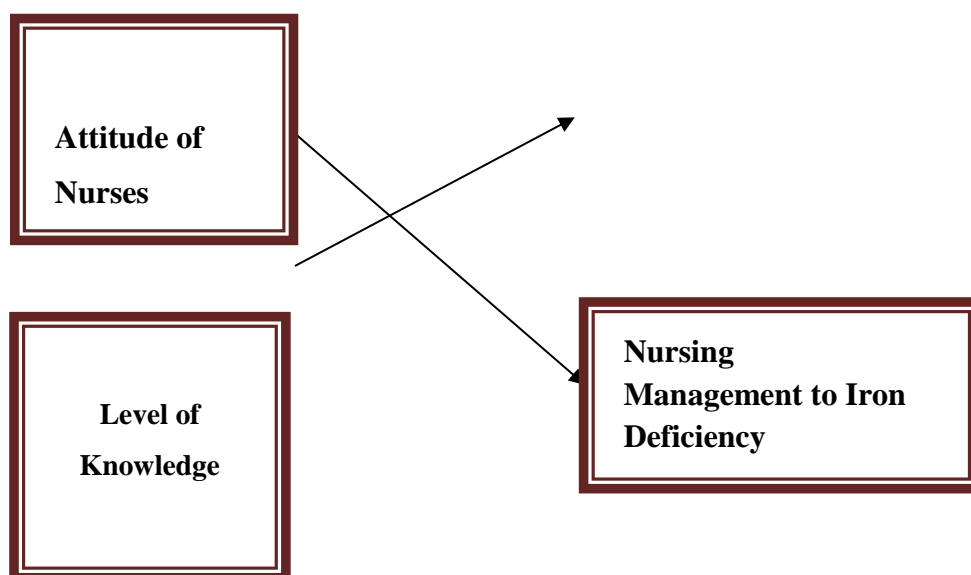 Attitude of
Nurses
Level of
Knowledge
Nursing
Management to Iron
Deficiency